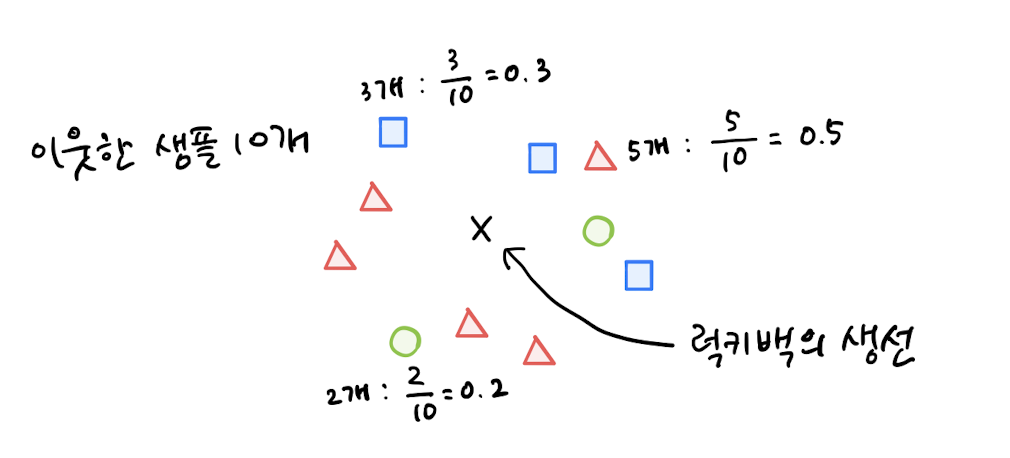 3개 : 3/10 = 0.3
이웃한 샘플 10개
5개 : 5/10 = 0.5
X
럭키백의 생선
2개 : 2/10 = 0.2